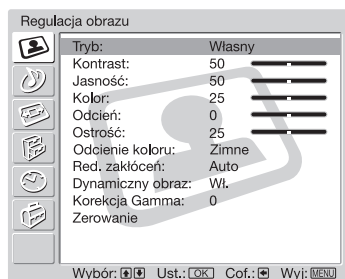 Regulacja obrazu
Tryb: Własny
Kontrast: 50
Jasność: 50
Kolor: 25
Odcień: 0
Ostrość: 25
Odcienie koloru: Zimne
Red. zakłóceń: Auto
Dynamiczny obraz: Wł.
Korekcja Gamma: 0
Zerowanie
Wybór: Ust.: OK Cof.: Wyj: MENU